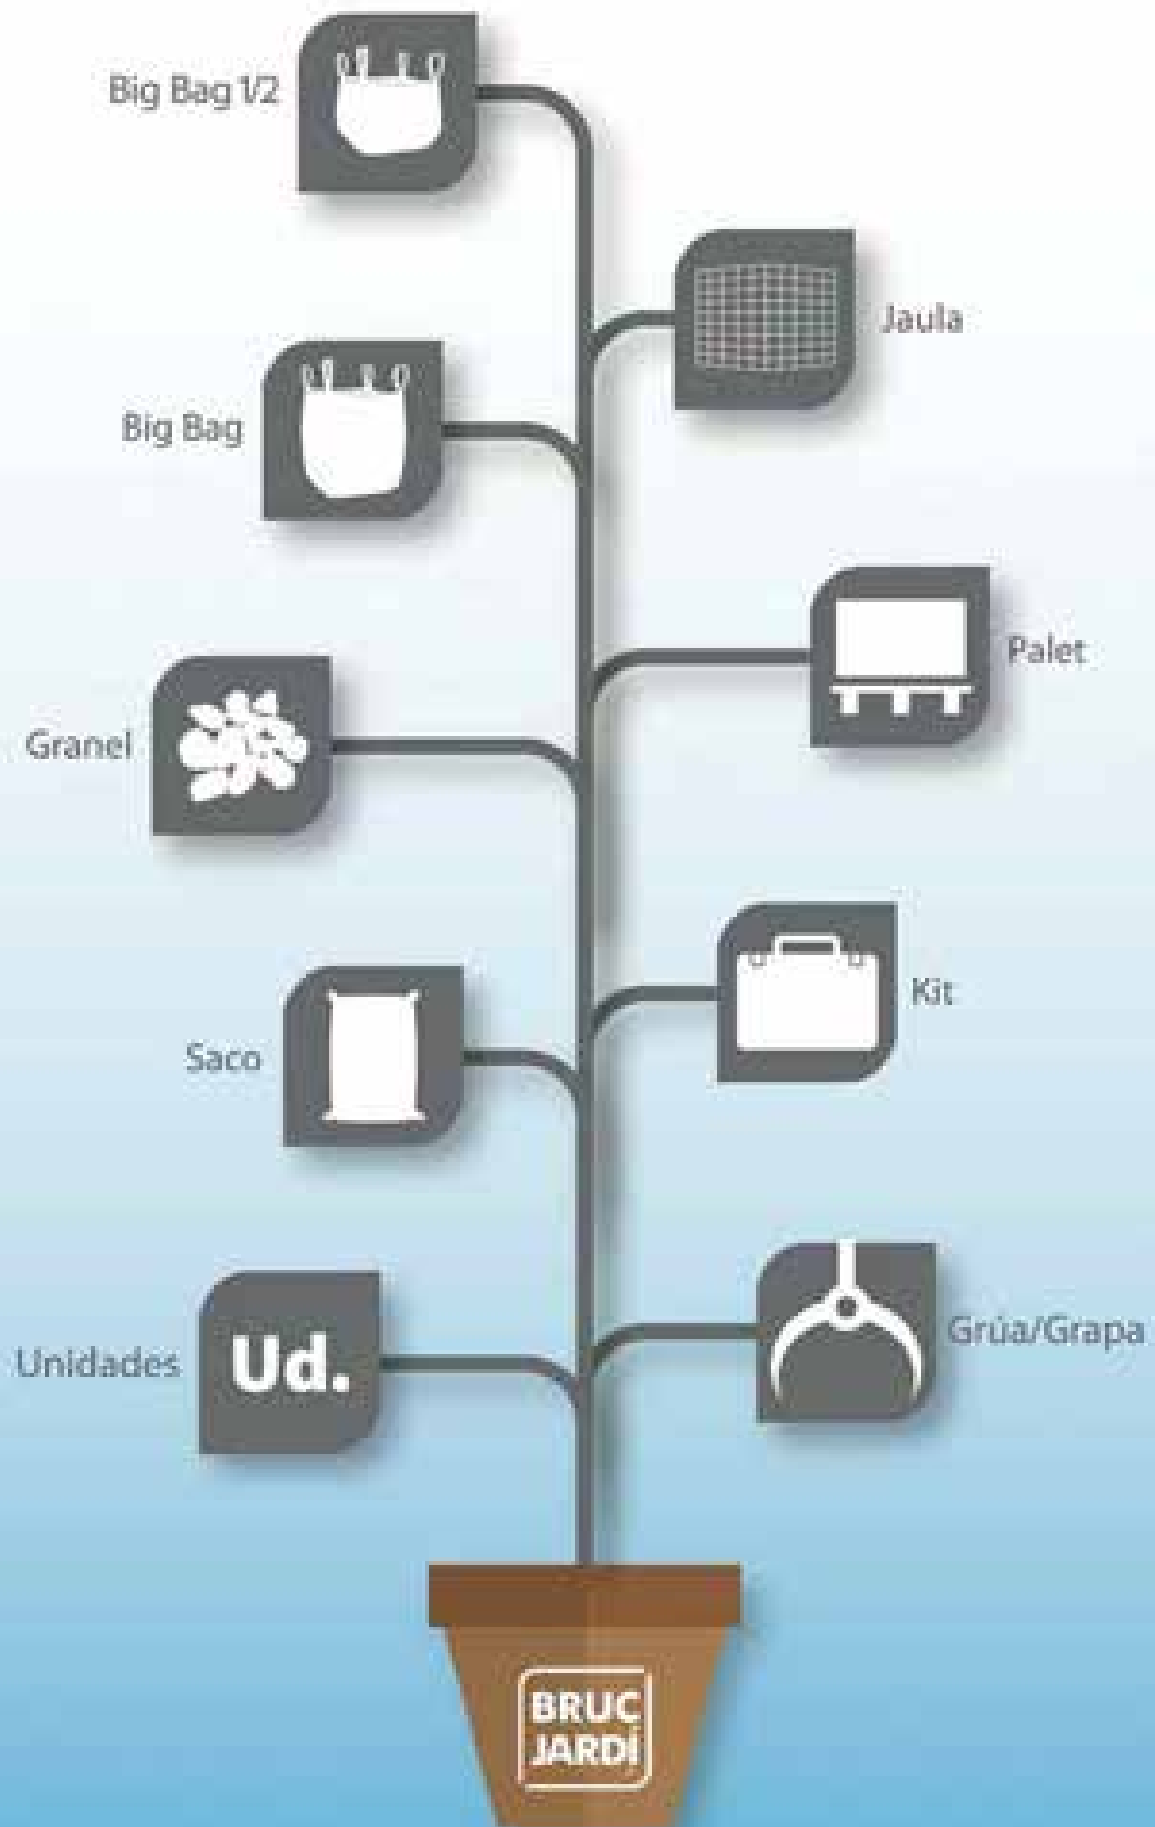 Big Bag 1/2
Jaula
Big Bag
Palet
Granel
Kit
Saco
Grúa/Grapa
Unidades
Ud.
BRUC
JARDÍ